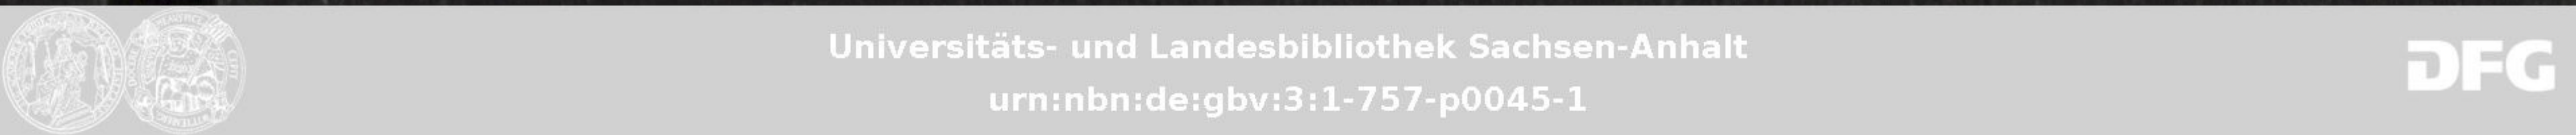 Universitäts- und Landesbibliothek Sachsen-Anhalt
urn:nbn:de:gbv:3:1-757-p0045-1
DFG